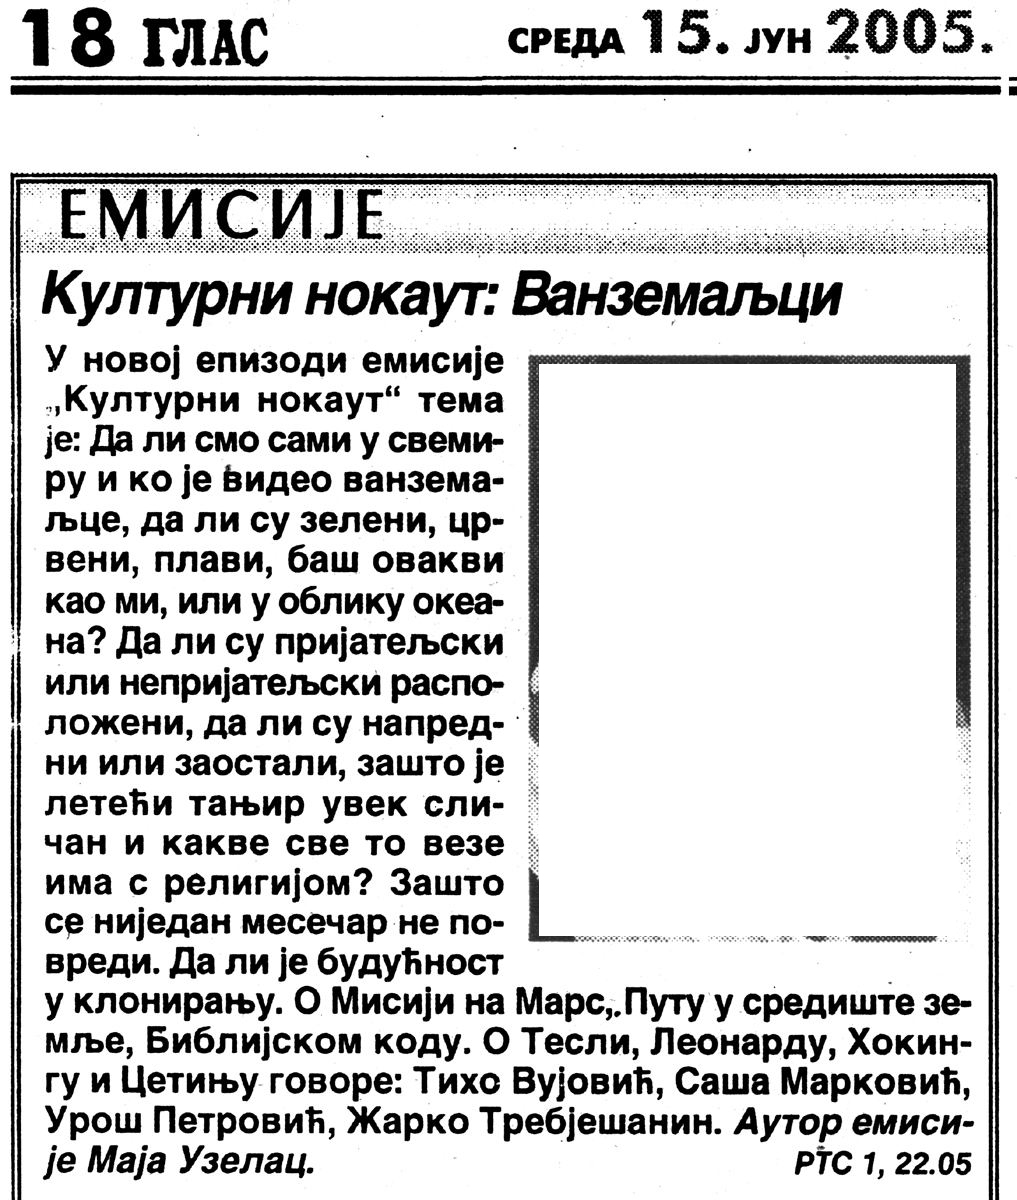 18 ГЛАС СРЕДА 15. ЈУН 2005.
ЕМИСИЈЕ
Културни нокаут: Ванземаљци
У новој епизоди емисије
„Културни нокаут“ тема
је: Да ли смо сами у свеми-
ру и ко је видео ванзема-
љце, да ли су зелени, цр-
вени, плави, баш овакви
као ми, или у облику океа-
на? Да ли су пријатељски
или непријатељски распо-
ложени, да ли су напред-
ни или заостали, зашто је
летећи тањир увек сли-
чан и какве све то везе
има с религијом? Зашто
се ниједан месечар не по-
вреди. Да ли је будућност
у клонирању. О Мисији на Марс, Путу у средиште зе-
мље, Библијском коду. О Тесли, Леонарду, Хокин-
гу и Цетињу говоре: Тихо Вујовић, Саша Марковић,
Урош Петровић, Жарко Требјешанин. Аутор емиси-
је Маја Узелац. РТС 1, 22.05